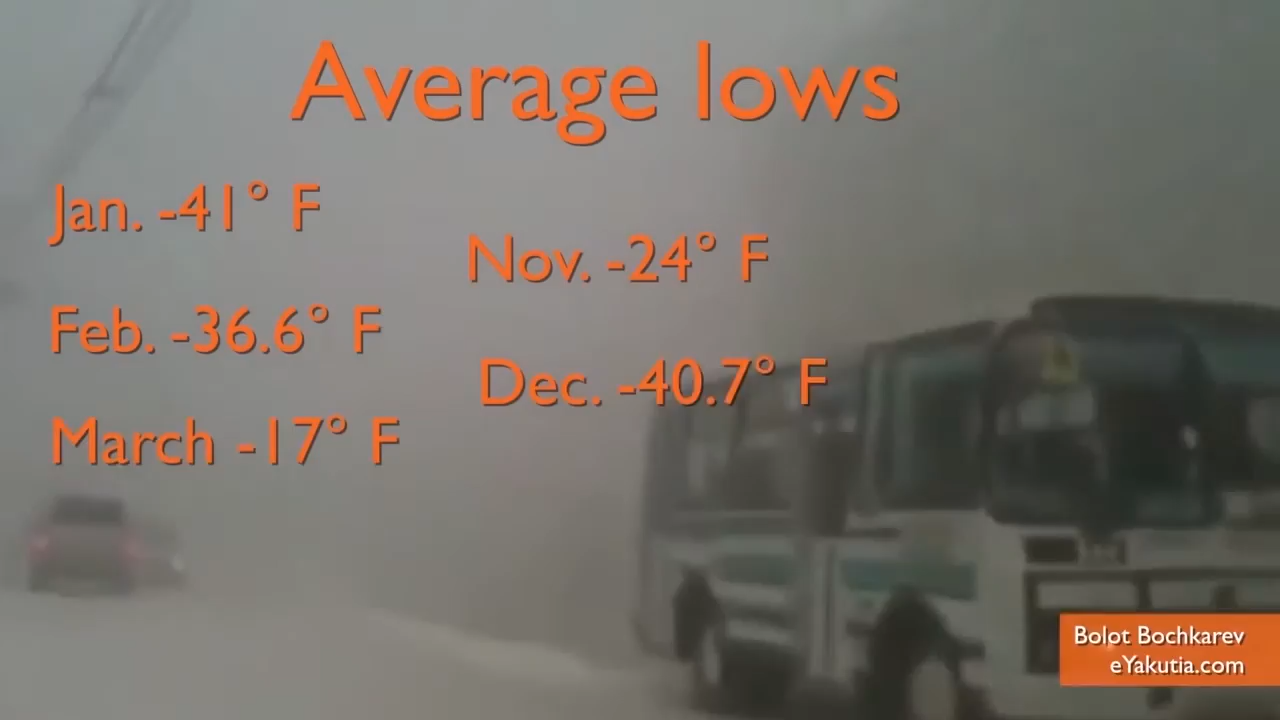 Average lows
Jan. -41° F
Feb. -36.6° F
March -17° F
Nov. -24° F
Dec. -40.7° F
Bolot Bochkarev
eYakutia.com